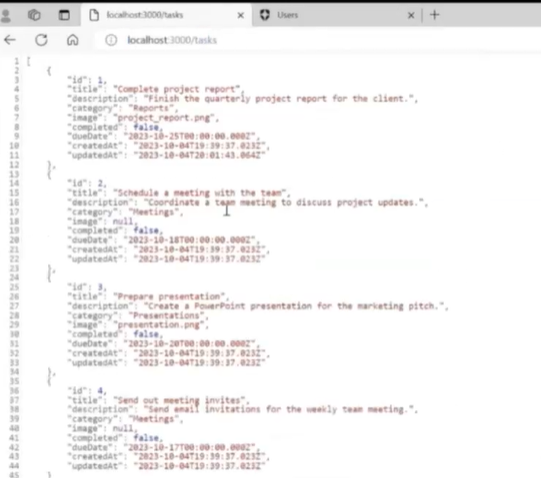 localhost:3000/tasks
Users
localhost:3000/tasks
1 [
2 {
3 "id": 1,
4 "title": "Complete project report",
5 "description": "Finish the quarterly project report for the client.",
6 "category": "Reports",
7 "image": "project_report.png",
8 "completed": false,
9 "dueDate": "2023-10-25T00:00:00.000Z",
10 "createdAt": "2023-10-04T19:39:37.023Z",
11 "updatedAt": "2023-10-04T20:01:43.064Z"
12 },
13 {
14 "id": 2,
15 "title": "Schedule a meeting with the team",
16 "description": "Coordinate a team meeting to discuss project updates.",
17 "category": "Meetings",
18 "image": null,
19 "completed": false,
20 "dueDate": "2023-10-18T00:00:00.000Z",
21 "createdAt": "2023-10-04T19:39:37.023Z",
22 "updatedAt": "2023-10-04T19:39:37.023Z"
23 },
24 {
25 "id": 3,
26 "title": "Prepare presentation",
27 "description": "Create a PowerPoint presentation for the marketing pitch.",
28 "category": "Presentations",
29 "image": "presentation.png",
30 "completed": false,
31 "dueDate": "2023-10-20T00:00:00.000Z",
32 "createdAt": "2023-10-04T19:39:37.023Z",
33 "updatedAt": "2023-10-04T19:39:37.023Z"
34 },
35 {
36 "id": 4,
37 "title": "Send out meeting invites",
38 "description": "Send email invitations for the weekly team meeting.",
39 "category": "Meetings",
40 "image": null,
41 "completed": false,
42 "dueDate": "2023-10-17T00:00:00.000Z",
43 "createdAt": "2023-10-04T19:39:37.023Z",
44 "updatedAt": "2023-10-04T19:39:37.023Z"
45 }